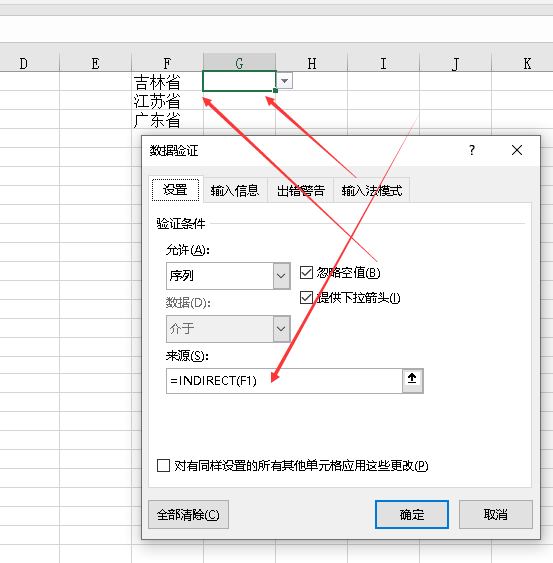 D E F G H I J K
吉林省
江苏省
广东省
数据验证 ?
设置 输入信息 出错警告 输入法模式
验证条件
允许(A):
序列 忽略空值(B)
数据(D): 提供下拉箭头(I)
介于
来源(S):
=INDIRECT(F1)
对有同样设置的所有其他单元格应用这些更改(P)
全部清除(C) 确定 取消